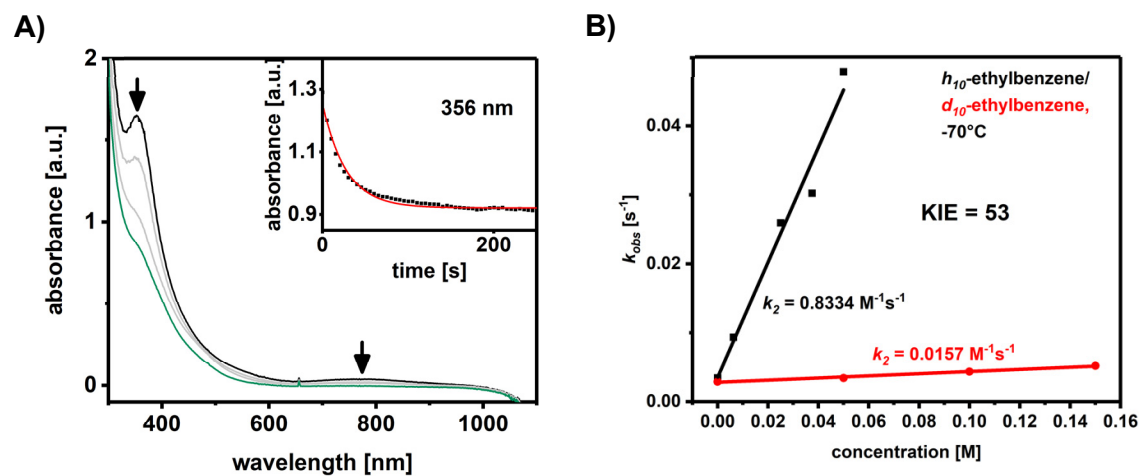 A)
2
1
0
absorbance [a.u.]
400
600
800
1000
wavelength [nm]
1.3
1.1
0.9
absorbance [a.u.]
356 nm
0
200
time [s]
B)
0.04
0.02
0.00
kobs [s-1]
h10-ethylbenzene/
d10-ethylbenzene,
-70°C
KIE = 53
k2 = 0.8334 M-1s-1
k2 = 0.0157 M-1s-1
0.00
0.02
0.04
0.06
0.08
0.10
0.12
0.14
0.16
concentration [M]